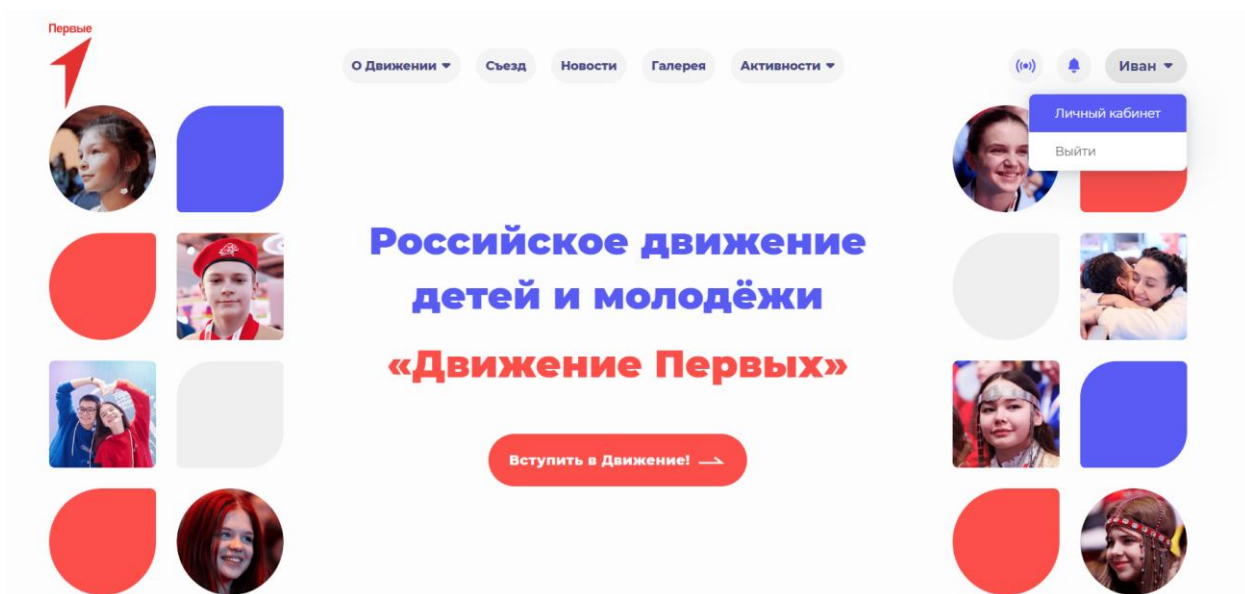 Первые
О Движении
Съезд
Новости
Галерея
Активности
Иван
Личный кабинет
Выйти
Российское движение
детей и молодёжи
«Движение Первых»
Вступить в Движение!